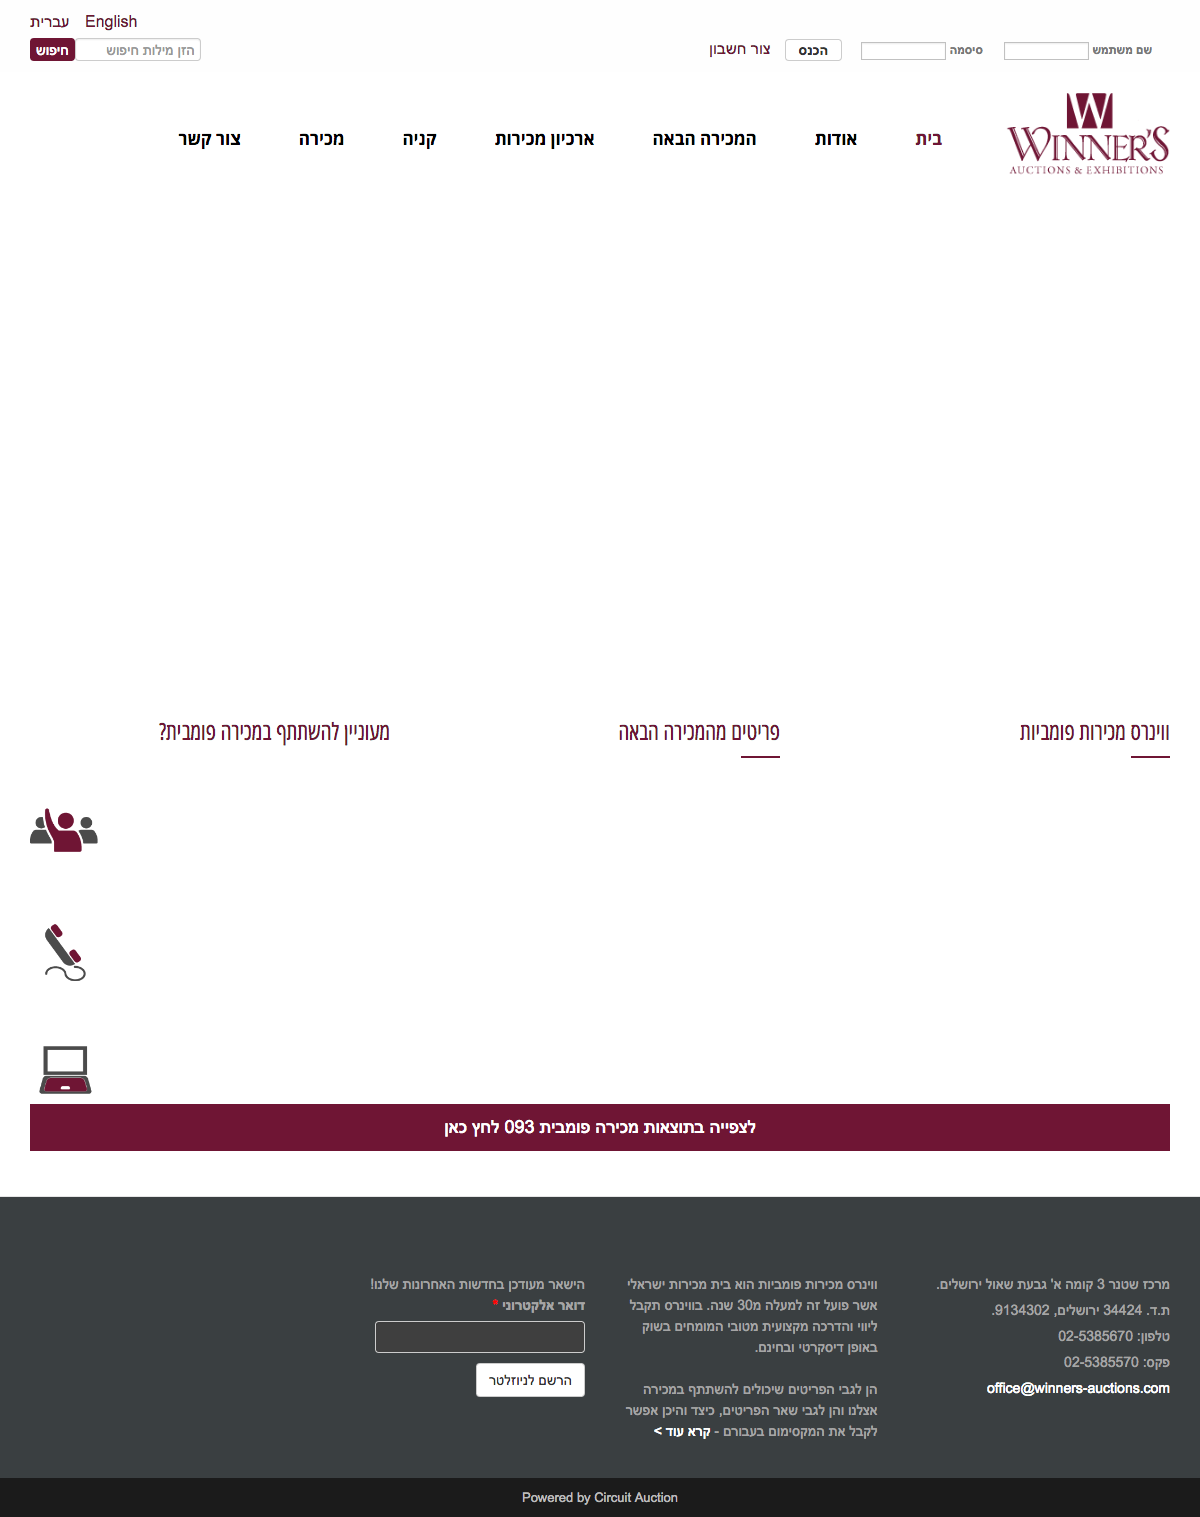 עברית English
הזן מילות חיפוש חיפוש
שם משתמש סיסמה הכנס צור חשבון
WINNER'S
AUCTIONS & EXHIBITIONS
בית אודות המכירה הבאה ארכיון מכירות קניה מכירה צור קשר
ווינרס מכירות פומביות
פריטים מהמכירה הבאה
מעוניין להשתתף במכירה פומבית?
לצפייה בתוצאות מכירה פומבית 093 לחץ כאן
מרכז שטנר 3 קומה א' גבעת שאול ירושלים.
ת.ד. 34424 ירושלים, 9134302.
טלפון: 02-5385670
פקס: 02-5385570
office@winners-auctions.com
ווינרס מכירות פומביות הוא בית מכירות ישראלי
אשר פועל זה למעלה מ30 שנה. בווינרס תקבל
ליווי והדרכה מקצועית מטובי המומחים בשוק
באופן דיסקרטי ובחינם.
הן לגבי הפריטים שיכולים להשתתף במכירה
אצלנו והן לגבי שאר הפריטים, כיצד והיכן אפשר
לקבל את המקסימום בעבורם - קרא עוד >
הישאר מעודכן בחדשות האחרונות שלנו!
דואר אלקטרוני *
הרשם לניוזלטר
Powered by Circuit Auction